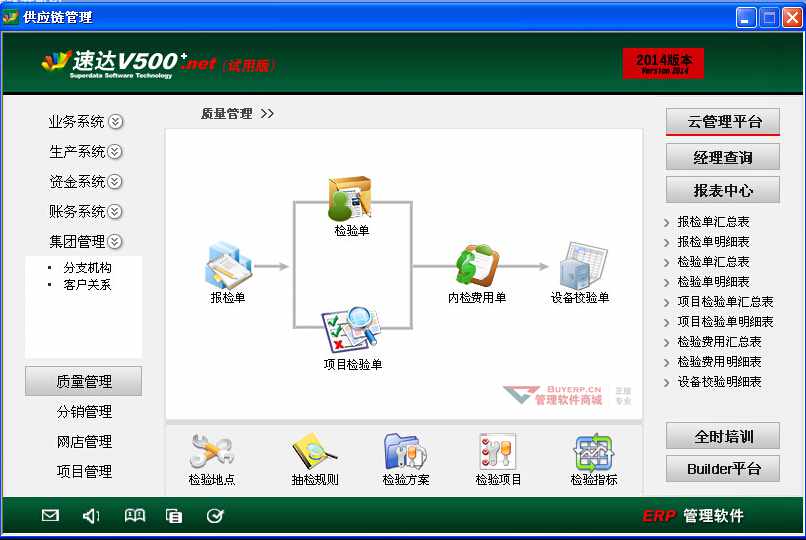 供应链管理
速达V500+.net (试用版)
Superdata Software Technology
2014版本
Version 2014
业务系统
生产系统
资金系统
账务系统
集团管理
• 分支机构
• 客户关系
质量管理
分销管理
网店管理
项目管理
质量管理 >>
检验单
报检单
内检费用单
设备校验单
项目检验单
BUYERP.CN
管理软件商城
正版
专业
检验地点
抽检规则
检验方案
检验项目
检验指标
云管理平台
经理查询
报表中心
报检单汇总表
报检单明细表
检验单汇总表
检验单明细表
项目检验单汇总表
项目检验单明细表
检验费用汇总表
检验费用明细表
设备校验明细表
全时培训
Builder平台
ERP 管理软件